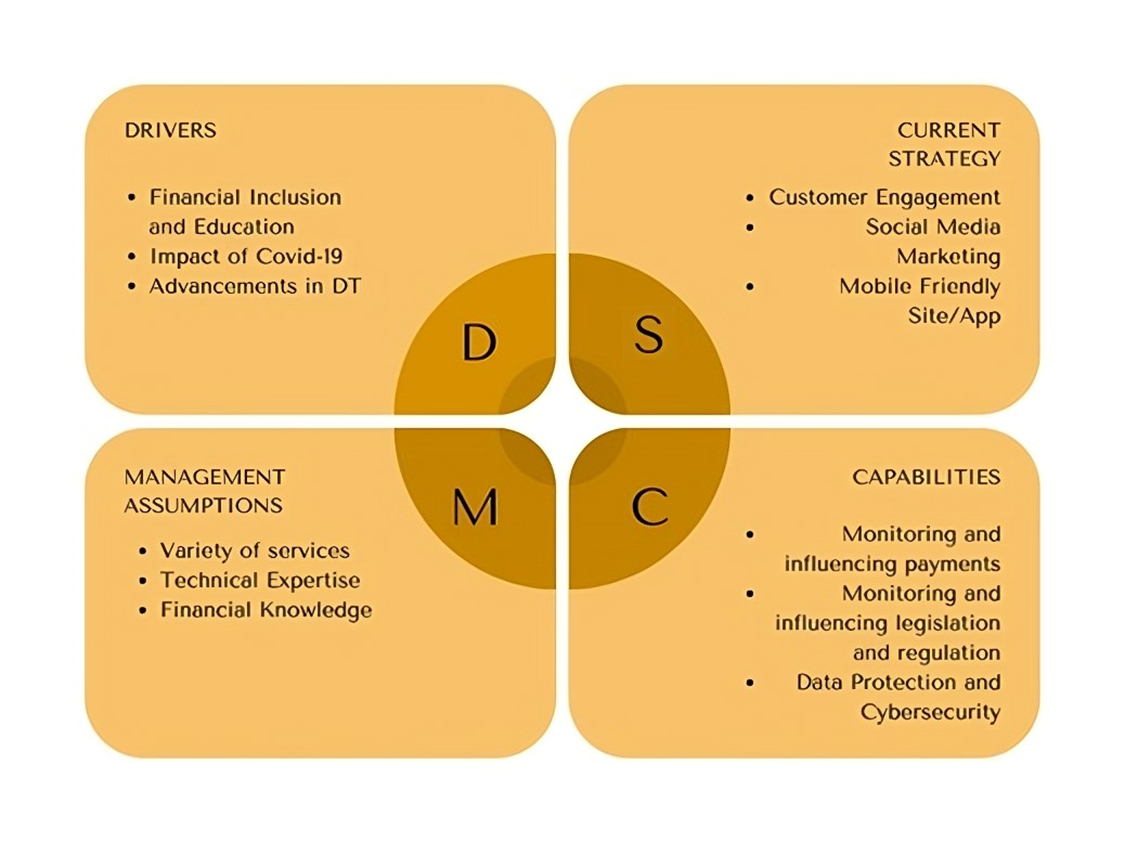 DRIVERS
• Financial Inclusion
and Education
• Impact of Covid-19
• Advancements in DT
D
CURRENT
STRATEGY
• Customer Engagement
• Social Media
Marketing
• Mobile Friendly
Site/App
S
MANAGEMENT
ASSUMPTIONS
• Variety of services
• Technical Expertise
• Financial Knowledge
M
CAPABILITIES
• Monitoring and
influencing payments
• Monitoring and
influencing legislation
and regulation
• Data Protection and
Cybersecurity
C